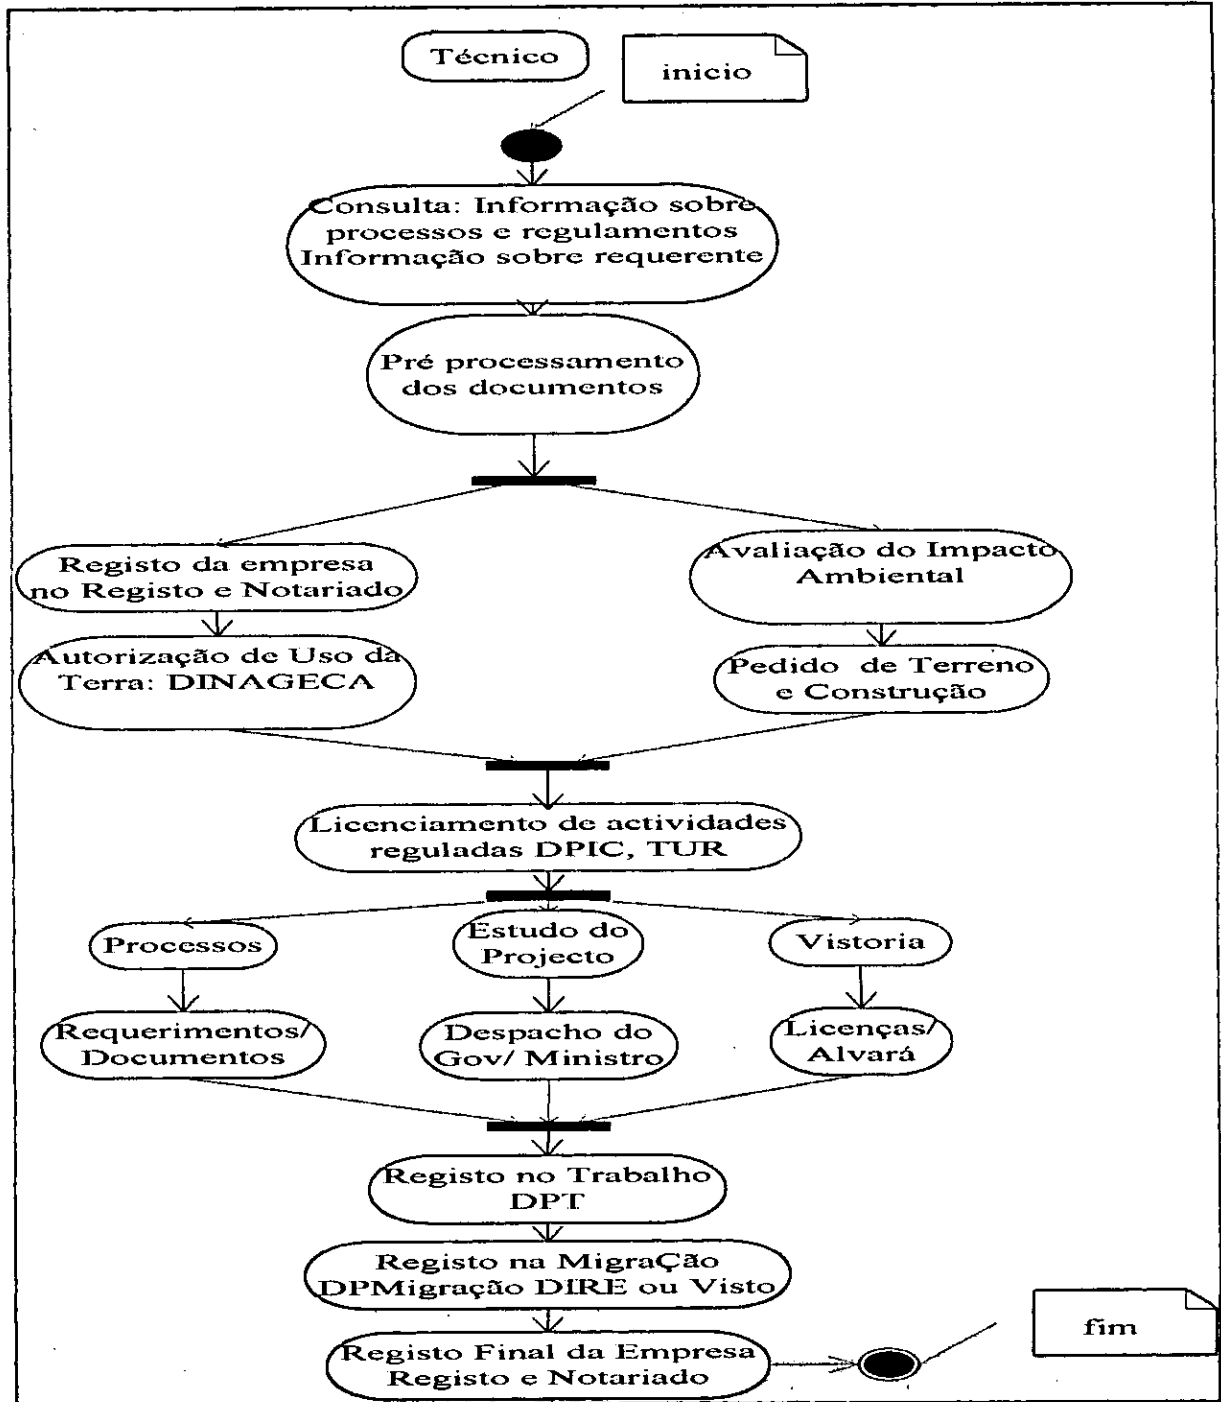 Técnico
inicio
Consulta: Informação sobre
processos e regulamentos
Informação sobre requerente
Pré processamento
dos documentos
Registo da empresa
no Registo e Notariado
Avaliação do Impacto
Ambiental
Autorização de Uso da
Terra: DINAGECA
Pedido de Terreno
e Construção
Licenciamento de actividades
reguladas DPIC, TUR
Processos
Estudo do
Projecto
Vistoria
Requerimentos/
Documentos
Despacho do
Gov/ Ministro
Licenças/
Alvará
Registo no Trabalho
DPT
Registo na MigraÇão
DPMigração DIRE ou Visto
Registo Final da Empresa
Registo e Notariado
fim